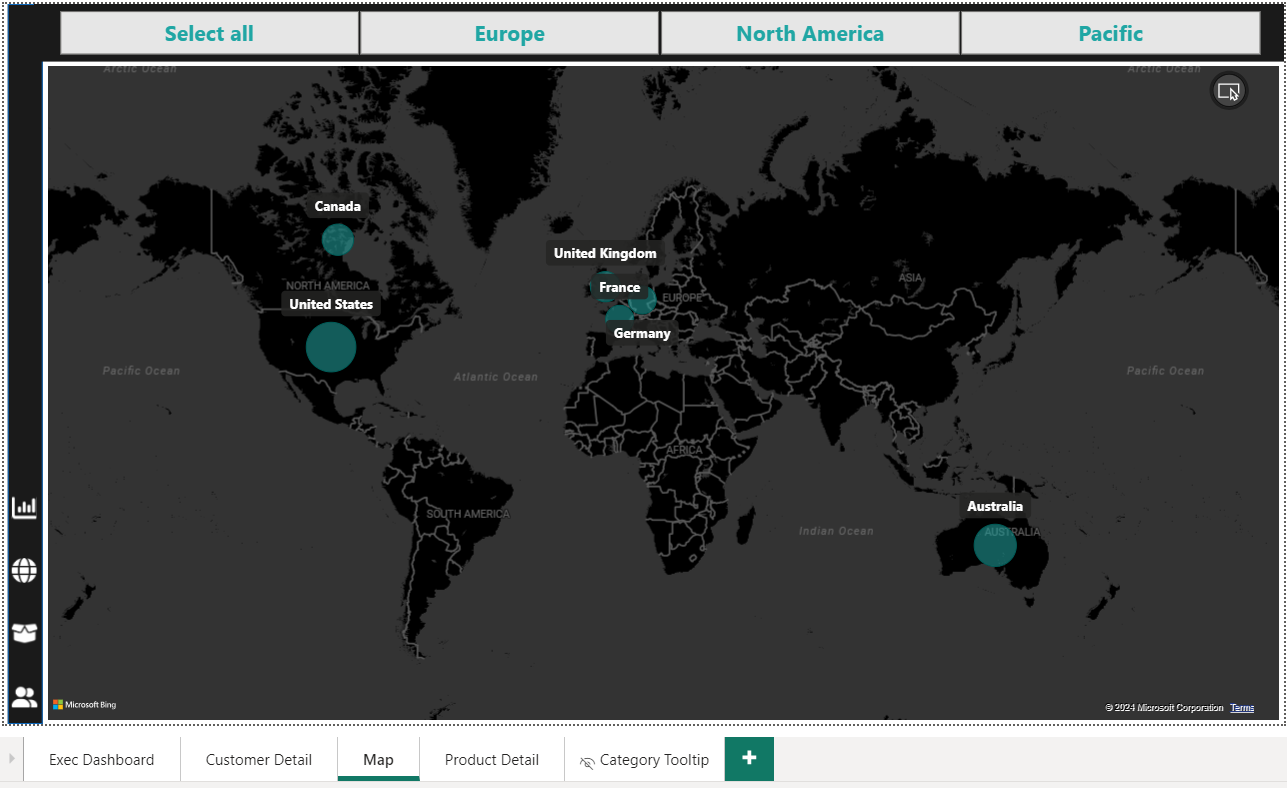 Select all
Europe
North America
Pacific
Arctic Ocean
Arctic Ocean
Canada
United Kingdom
NORTH AMERICA
United States
France
EUROPE
ASIA
Germany
Pacific Ocean
Atlantic Ocean
Pacific Ocean
AFRICA
SOUTH AMERICA
Indian Ocean
Australia
AUSTRALIA
Microsoft Bing
© 2024 Microsoft Corporation Terms
Exec Dashboard
Customer Detail
Map
Product Detail
Category Tooltip
+